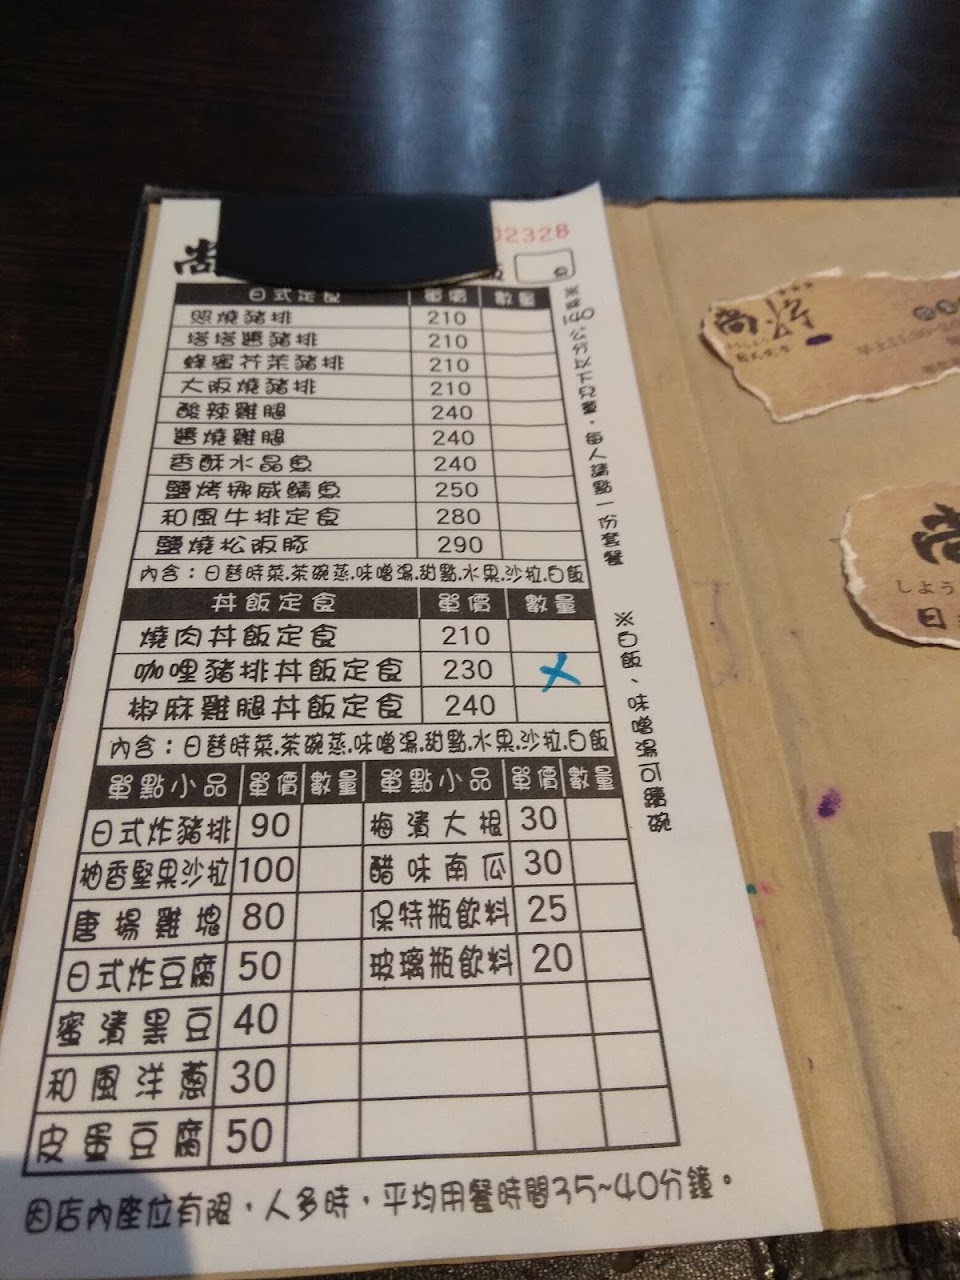 02328
尚
日式定食 單價 數量
照燒豬排 210
塔塔醬豬排 210
蜂蜜芥茉豬排 210
大阪燒豬排 210
酸辣雞腿 240
醬燒雞腿 240
香酥水晶魚 240
鹽烤挪威鯖魚 250
和風牛排定食 280
鹽燒松阪豚 290
內含：日替時菜.茶碗蒸.味噌湯.甜點.水果.沙拉.白飯
丼飯定食 單價 數量
燒肉丼飯定食 210
咖哩豬排丼飯定食 230
椒麻雞腿丼飯定食 240
內含：日替時菜.茶碗蒸.味噌湯.甜點.水果.沙拉.白飯
單點小品 單價 數量 單點小品 單價 數量
日式炸豬排 90 梅漬大根 30
柚香堅果沙拉 100 醋味南瓜 30
唐揚雞塊 80 保特瓶飲料 25
日式炸豆腐 50 玻璃瓶飲料 20
蜜漬黑豆 40
和風洋蔥 30
皮蛋豆腐 50
因店內座位有限，人多時，平均用餐時間35~40分鐘。
140公分以下兒童，每人請點一份套餐
※白飯、味噌湯可續碗
尚
しよう
日